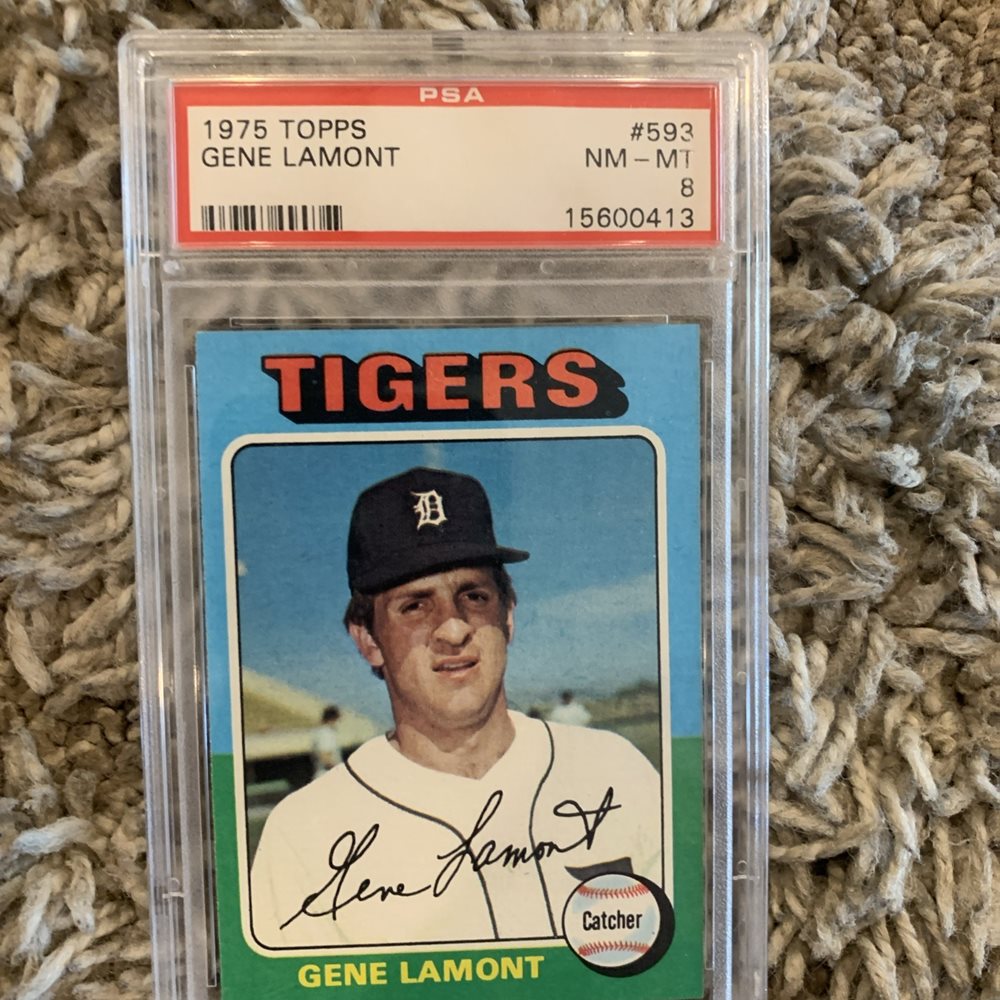 PSA
1975 TOPPS #593
GENE LAMONT NM - MT
8
15600413
TIGERS
D
Gene Lamont
Catcher
GENE LAMONT